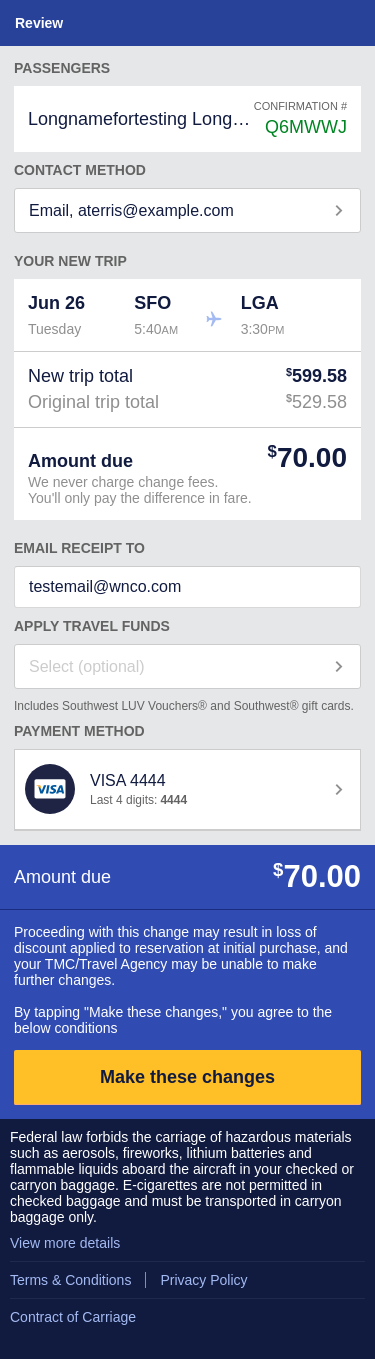 Review
PASSENGERS
Longnamefortesting Long…
CONFIRMATION #
Q6MWWJ
CONTACT METHOD
Email, aterris@example.com
YOUR NEW TRIP
Jun 26 SFO LGA
Tuesday 5:40AM 3:30PM
New trip total $599.58
Original trip total $529.58
Amount due $70.00
We never charge change fees.
You'll only pay the difference in fare.
EMAIL RECEIPT TO
testemail@wnco.com
APPLY TRAVEL FUNDS
Select (optional)
Includes Southwest LUV Vouchers® and Southwest® gift cards.
PAYMENT METHOD
VISA
VISA 4444
Last 4 digits: 4444
Amount due $70.00
Proceeding with this change may result in loss of
discount applied to reservation at initial purchase, and
your TMC/Travel Agency may be unable to make
further changes.
By tapping "Make these changes," you agree to the
below conditions
Make these changes
Federal law forbids the carriage of hazardous materials
such as aerosols, fireworks, lithium batteries and
flammable liquids aboard the aircraft in your checked or
carryon baggage. E-cigarettes are not permitted in
checked baggage and must be transported in carryon
baggage only.
View more details
Terms & Conditions Privacy Policy
Contract of Carriage